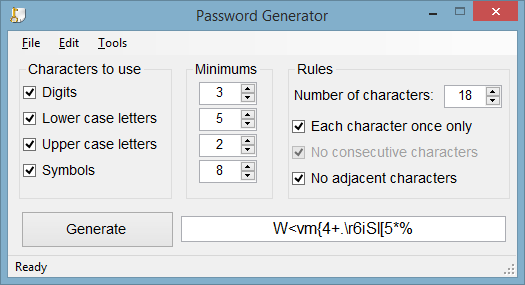 Password Generator
File Edit Tools
Characters to use Minimums Rules
Digits 3 Number of characters: 18
Lower case letters 5 Each character once only
Upper case letters 2 No consecutive characters
Symbols 8 No adjacent characters
Generate W<vm{4+.\r6iSl[5*%
Ready